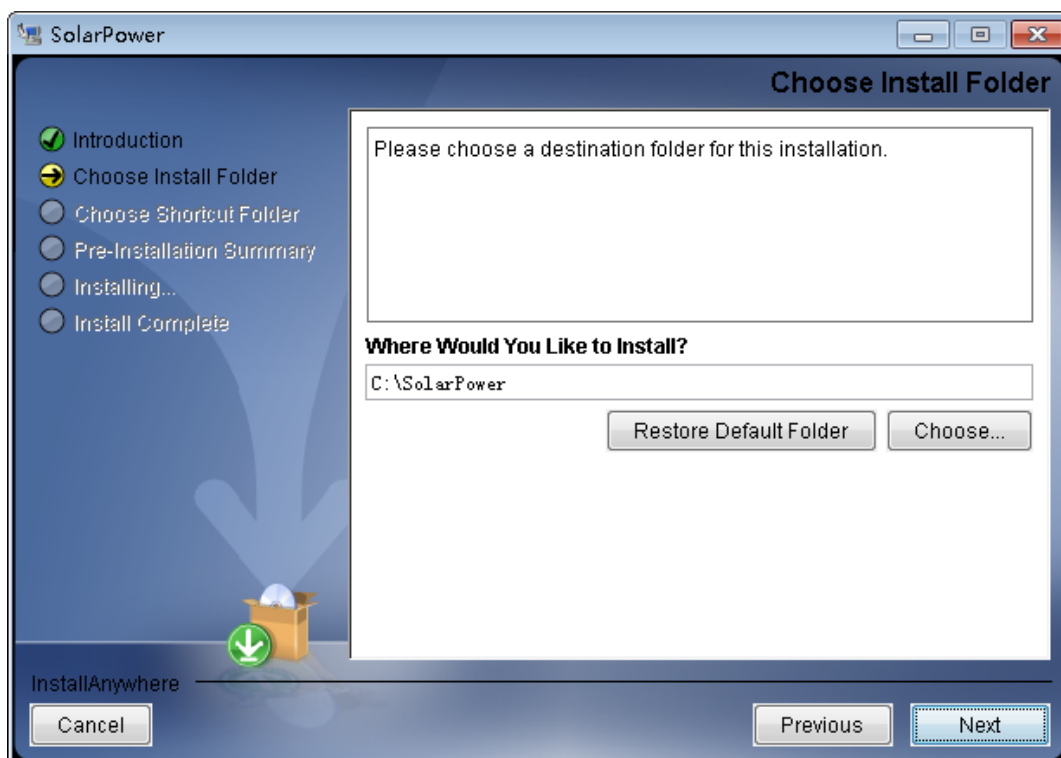 SolarPower
Choose Install Folder
Introduction
Choose Install Folder
Choose Shortcut Folder
Pre-Installation Summary
Installing...
Install Complete
Please choose a destination folder for this installation.
Where Would You Like to Install?
C:\SolarPower
Restore Default Folder
Choose...
InstallAnywhere
Cancel
Previous
Next